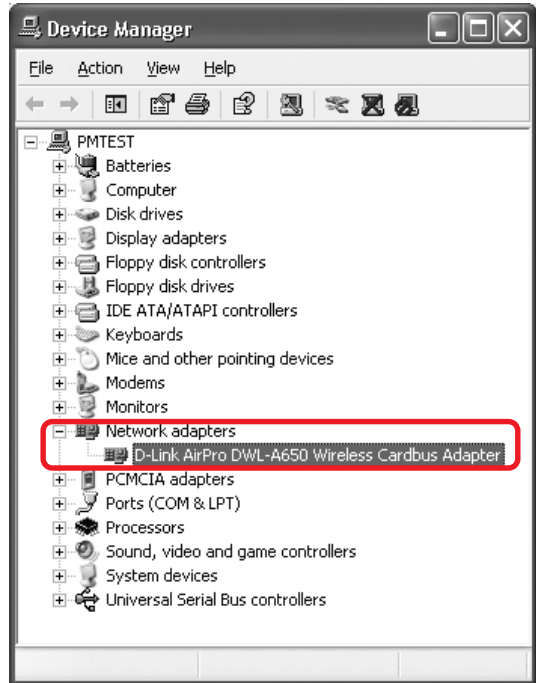 Device Manager
File Action View Help
PMTEST
Batteries
Computer
Disk drives
Display adapters
Floppy disk controllers
Floppy disk drives
IDE ATA/ATAPI controllers
Keyboards
Mice and other pointing devices
Modems
Monitors
Network adapters
D-Link AirPro DWL-A650 Wireless Cardbus Adapter
PCMCIA adapters
Ports (COM & LPT)
Processors
Sound, video and game controllers
System devices
Universal Serial Bus controllers